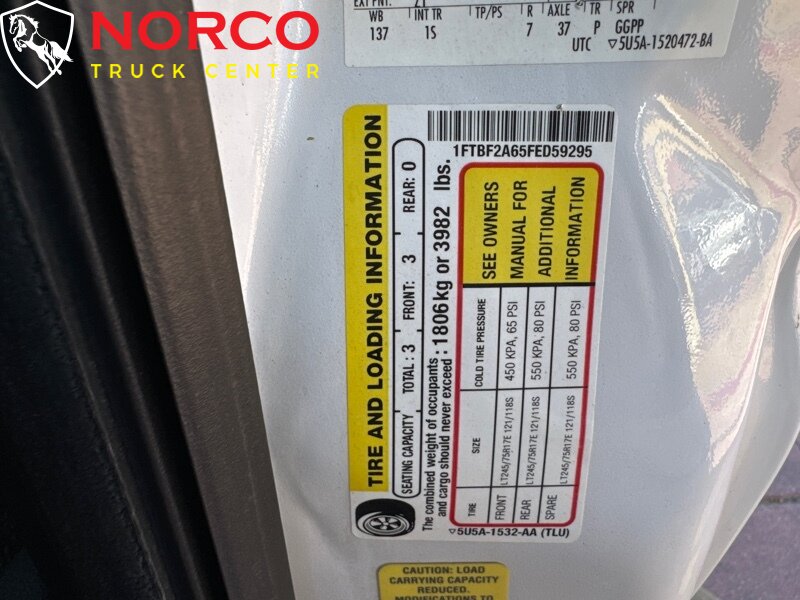 NORCO
TRUCK CENTER
EXT PNT:
WB INT TR TP/PS R AXLE TR SPR
137 1S 7 37 P GGPP
UTC ▽5U5A-1520472-BA
1FTBF2A65FED59295
TIRE AND LOADING INFORMATION
SEATING CAPACITY TOTAL: 3 FRONT: 3 REAR: 0
The combined weight of occupants and cargo should never exceed: 1806kg or 3982 lbs.
TIRE SIZE COLD TIRE PRESSURE
FRONT LT245/75R17E 121/118S 450 KPA, 65 PSI
REAR LT245/75R17E 121/118S 550 KPA, 80 PSI
SPARE LT245/75R17E 121/118S 550 KPA, 80 PSI
SEE OWNERS
MANUAL FOR
ADDITIONAL
INFORMATION
▽5U5A-1532-AA (TLU)
CAUTION: LOAD
CARRYING CAPACITY
REDUCED.
MODIFICATIONS TO